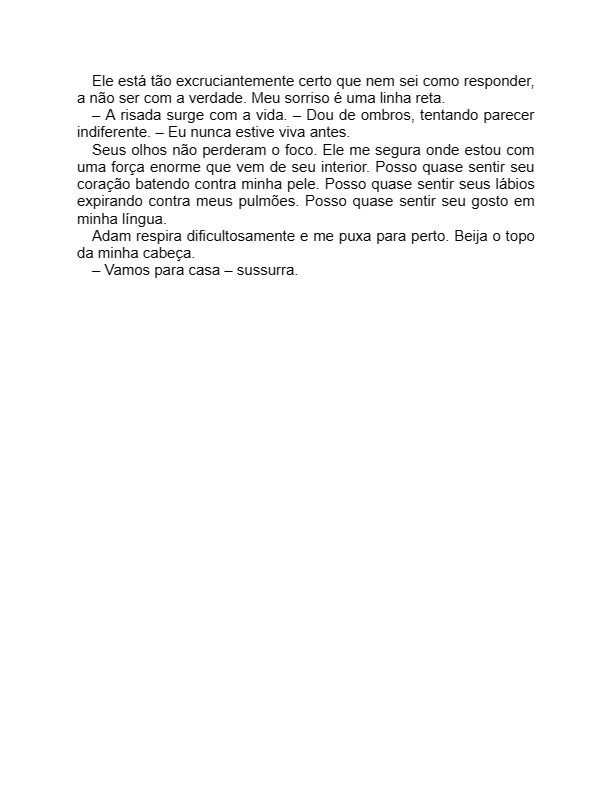 Ele está tão excruciantemente certo que nem sei como responder,
a não ser com a verdade. Meu sorriso é uma linha reta.
– A risada surge com a vida. – Dou de ombros, tentando parecer
indiferente. – Eu nunca estive viva antes.
Seus olhos não perderam o foco. Ele me segura onde estou com
uma força enorme que vem de seu interior. Posso quase sentir seu
coração batendo contra minha pele. Posso quase sentir seus lábios
expirando contra meus pulmões. Posso quase sentir seu gosto em
minha língua.
Adam respira dificultosamente e me puxa para perto. Beija o topo
da minha cabeça.
– Vamos para casa – sussurra.